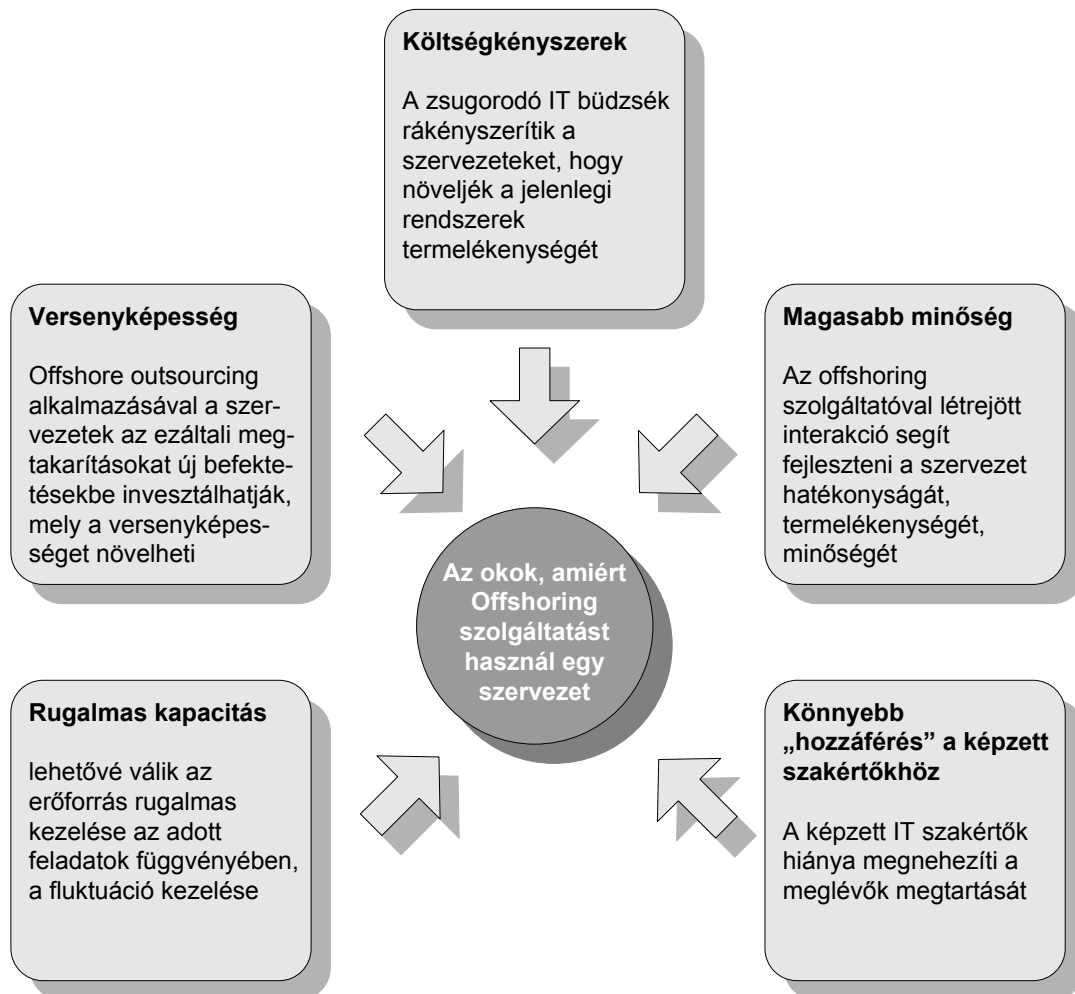 Költségkényszerek
A zsugorodó IT büdzsék
rákényszerítik a
szervezeteket, hogy
növeljék a jelenlegi
rendszerek
termelékenységét
Versenyképesség
Offshore outsourcing
alkalmazásával a szer-
vezetek az ezáltali meg-
takarításokat új befekte-
tésekbe invesztálhatják,
mely a versenyképes-
séget növelheti
Magasabb minőség
Az offshoring
szolgáltatóval létrejött
interakció segít
fejleszteni a szervezet
hatékonyságát,
termelékenységét,
minőségét
Az okok, amiért
Offshoring
szolgáltatást
használ egy
szervezet
Rugalmas kapacitás
lehetővé válik az
erőforrás rugalmas
kezelése az adott
feladatok függvényében,
a fluktuáció kezelése
Könnyebb
„hozzáférés” a képzett
szakértőkhöz
A képzett IT szakértők
hiánya megnehezíti a
meglévők megtartását